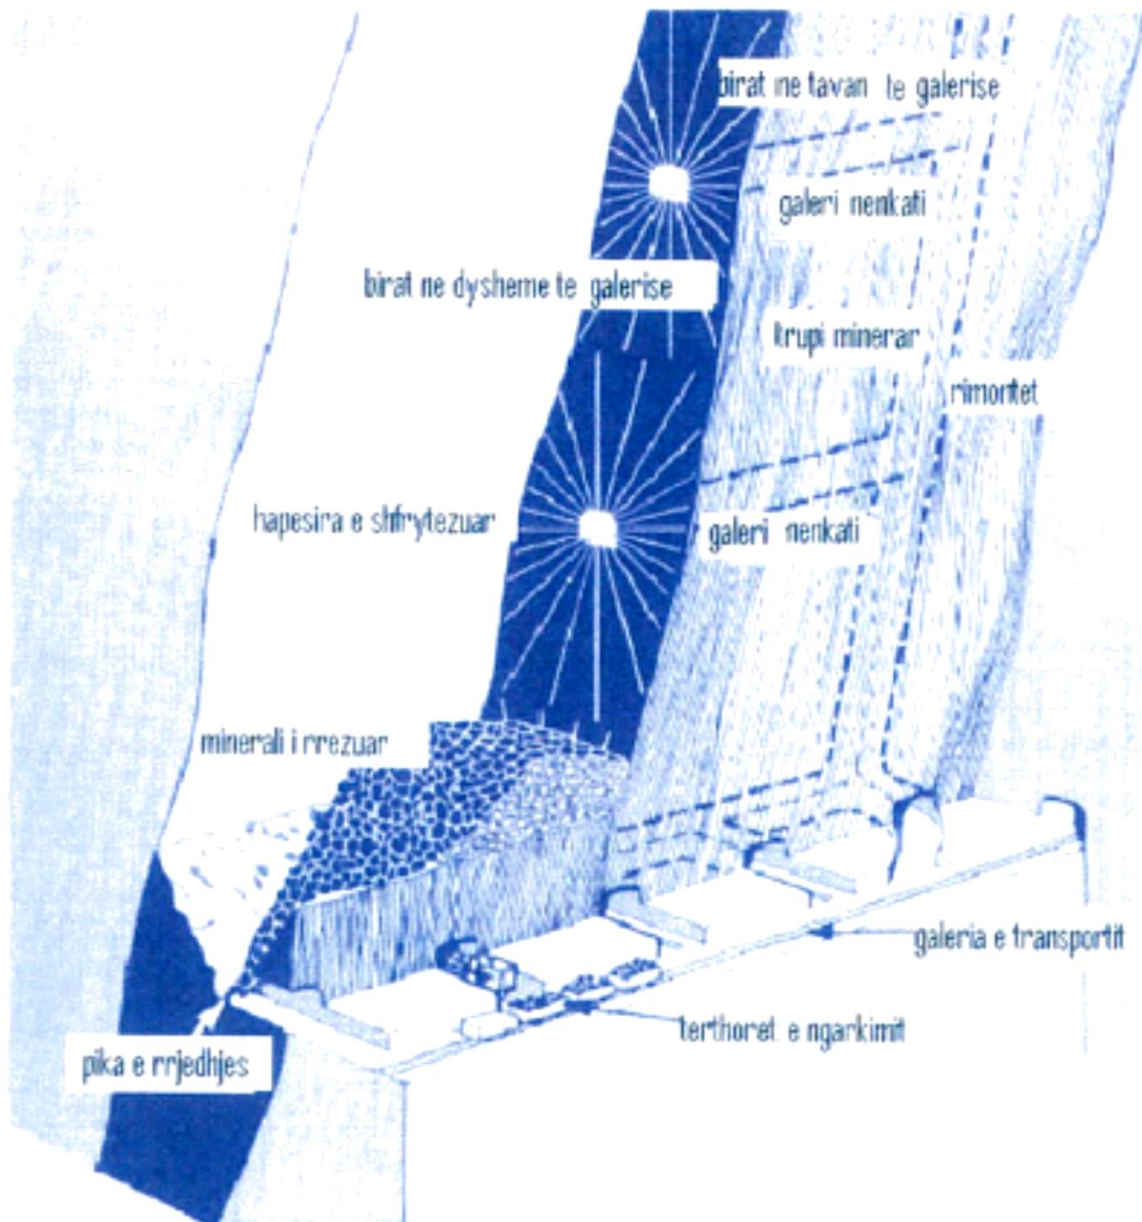 birat ne tavan te galerise
galeri nenkati
birat ne dysheme te galerise
trupi minerar
rimontet
hapesira e shfrytezuar
galeri nenkati
minerali i rrezuar
galeria e transportit
terthoret e ngarkimit
pika e rrjedhjes